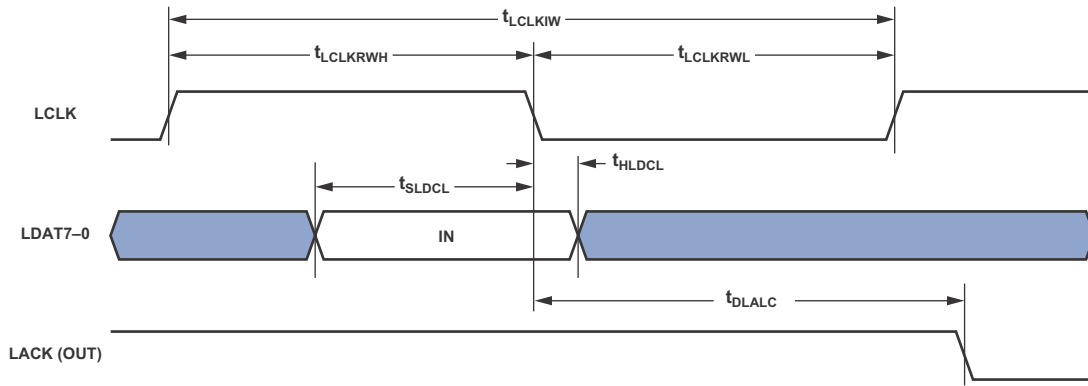 tLCLKIW
tLCLKRWH
tLCLKRWL
LCLK
tHLDCL
tSLDCL
LDAT7–0
IN
tDLALC
LACK (OUT)